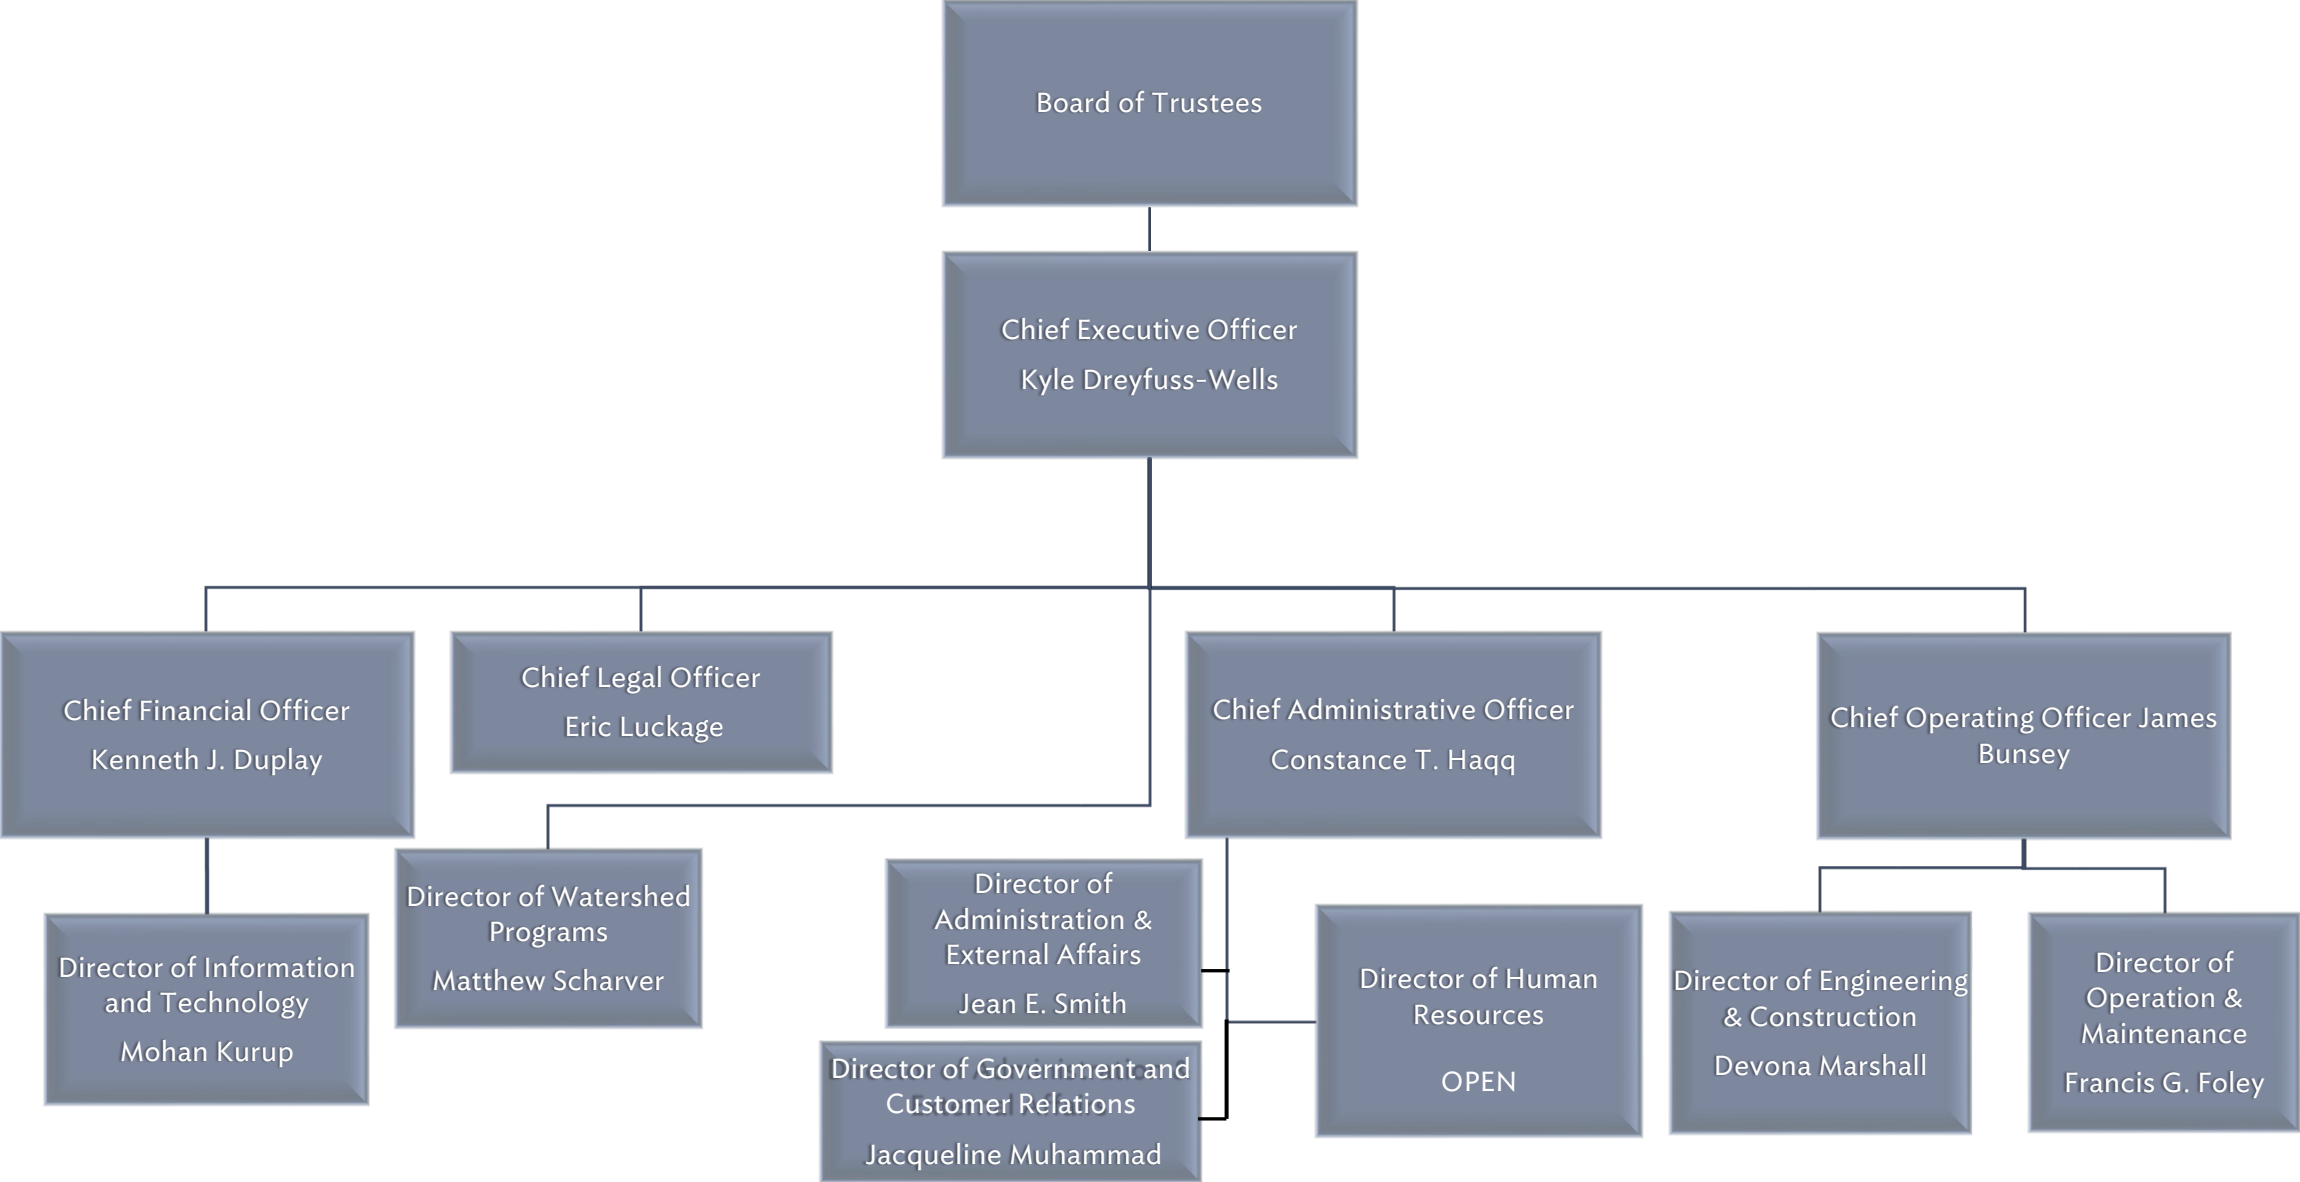 Board of Trustees
Chief Executive Officer
Kyle Dreyfuss-Wells
Chief Financial Officer
Kenneth J. Duplay
Chief Legal Officer
Eric Luckage
Chief Administrative Officer
Constance T. Haqq
Chief Operating Officer James
Bunsey
Director of Information
and Technology
Mohan Kurup
Director of Watershed
Programs
Matthew Scharver
Director of
Administration &
External Affairs
Jean E. Smith
Director of Government and
Customer Relations
Jacqueline Muhammad
Director of Human
Resources
OPEN
Director of Engineering
& Construction
Devona Marshall
Director of
Operation &
Maintenance
Francis G. Foley